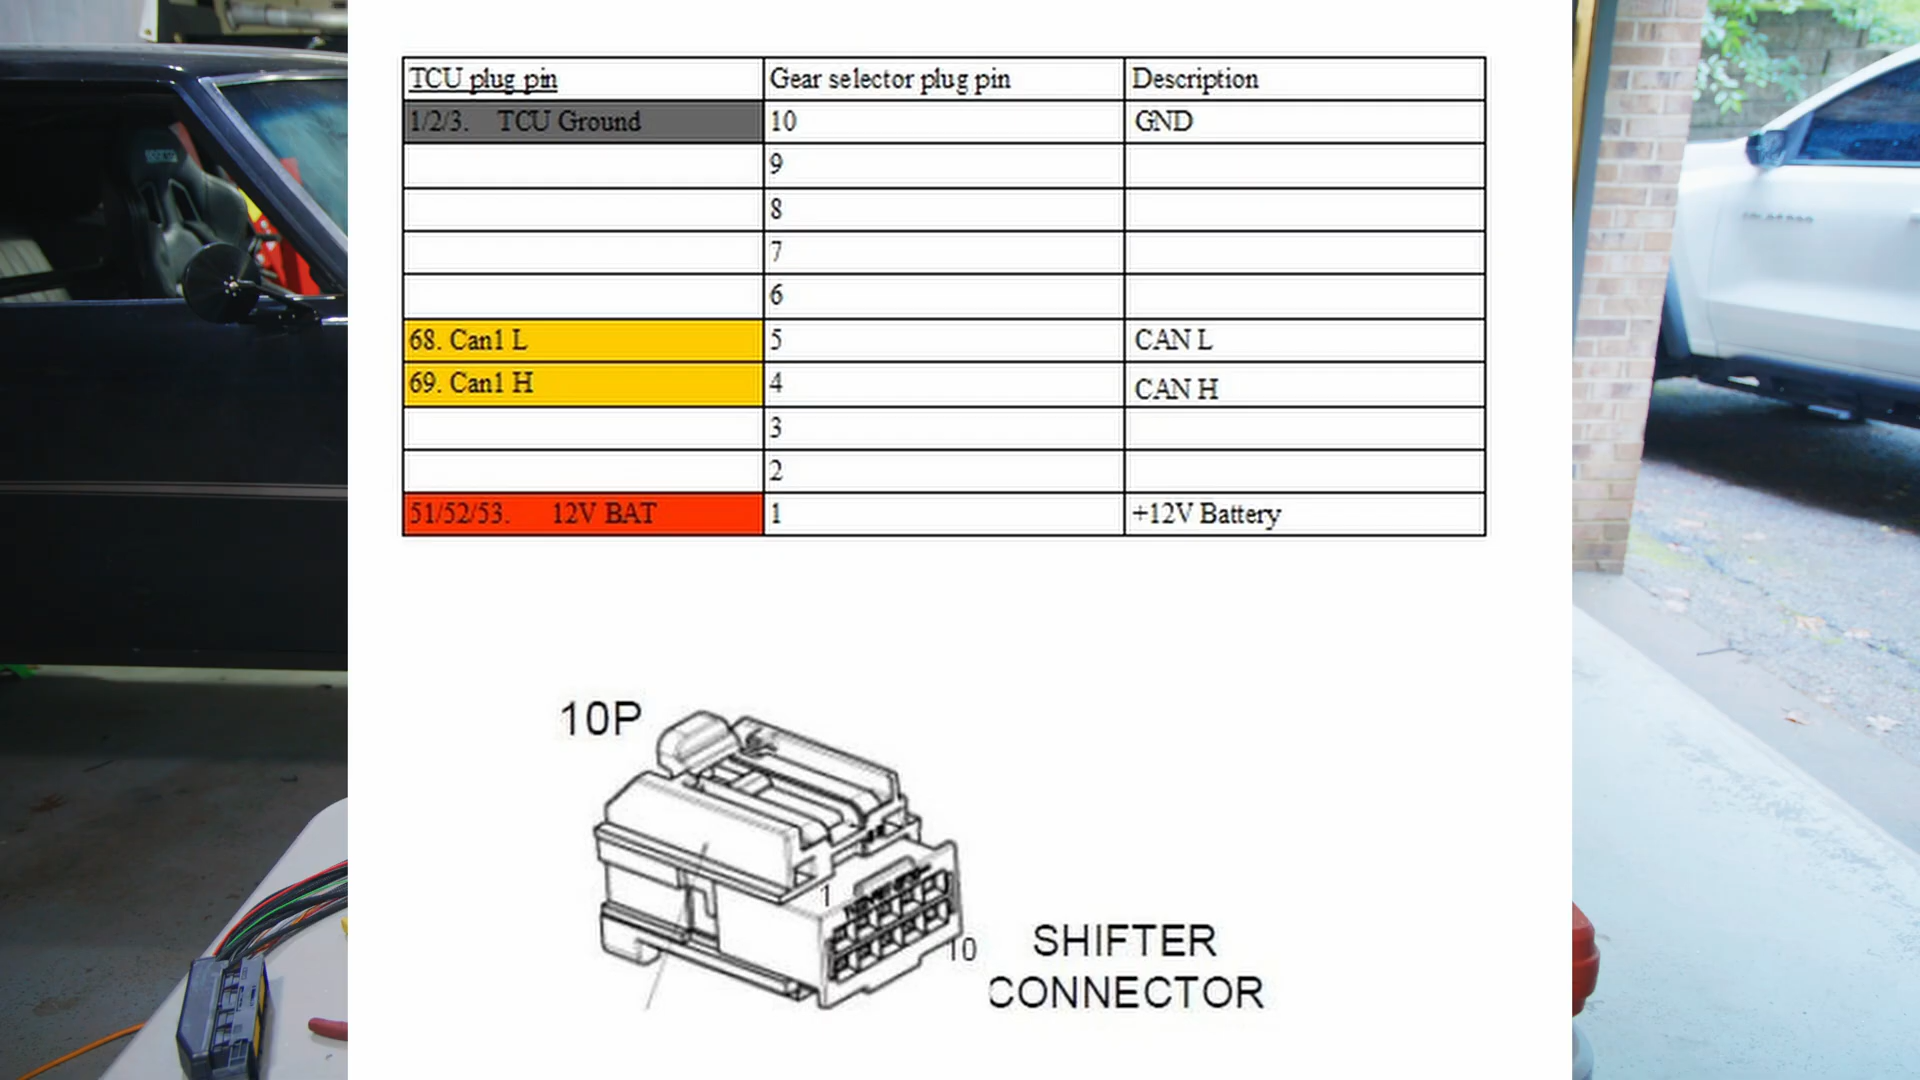 TCU plug pin Gear selector plug pin Description
1/2/3. TCU Ground 10 GND
9
8
7
6
68. Can1 L 5 CAN L
69. Can1 H 4 CAN H
3
2
51/52/53. 12V BAT 1 +12V Battery
10P
1
10
SHIFTER
CONNECTOR